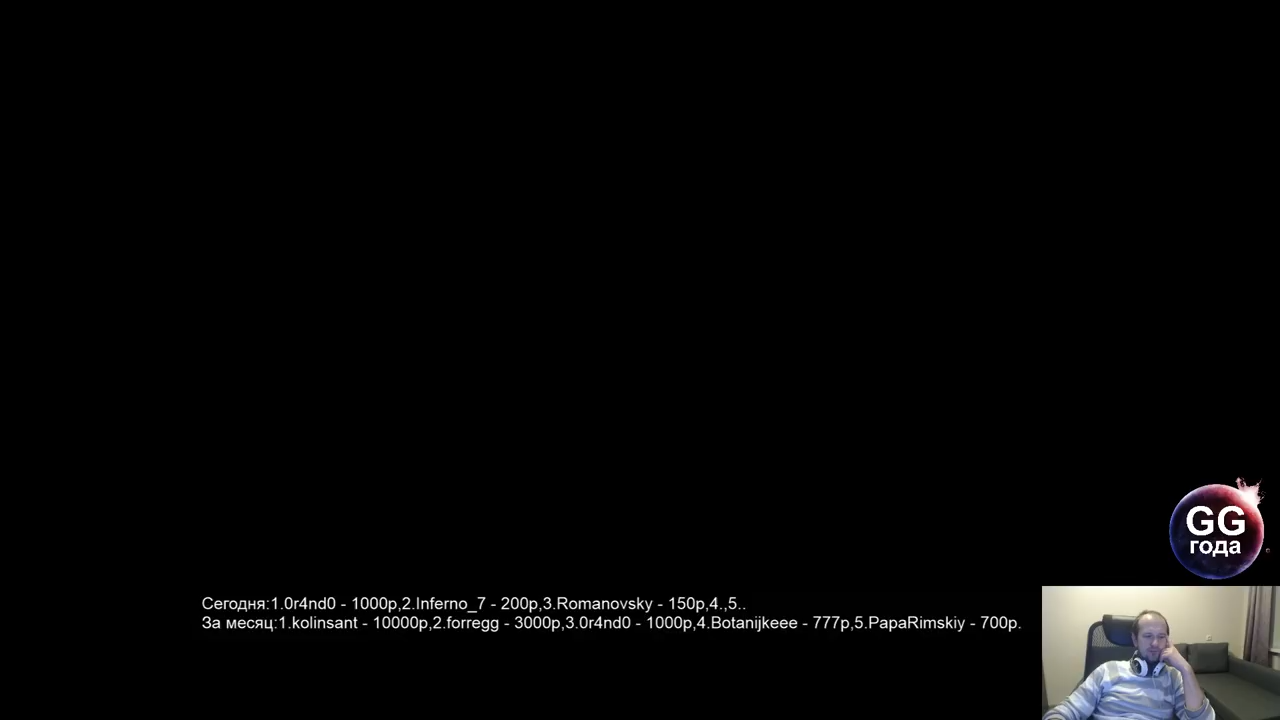 GG
года
Сегодня:1.0r4nd0 - 1000р,2.Inferno_7 - 200р,3.Romanovsky - 150р,4.,5..
За месяц:1.kolinsant - 10000р,2.forregg - 3000р,3.0r4nd0 - 1000р,4.Botanijkeee - 777р,5.PapaRimskiy - 700р.